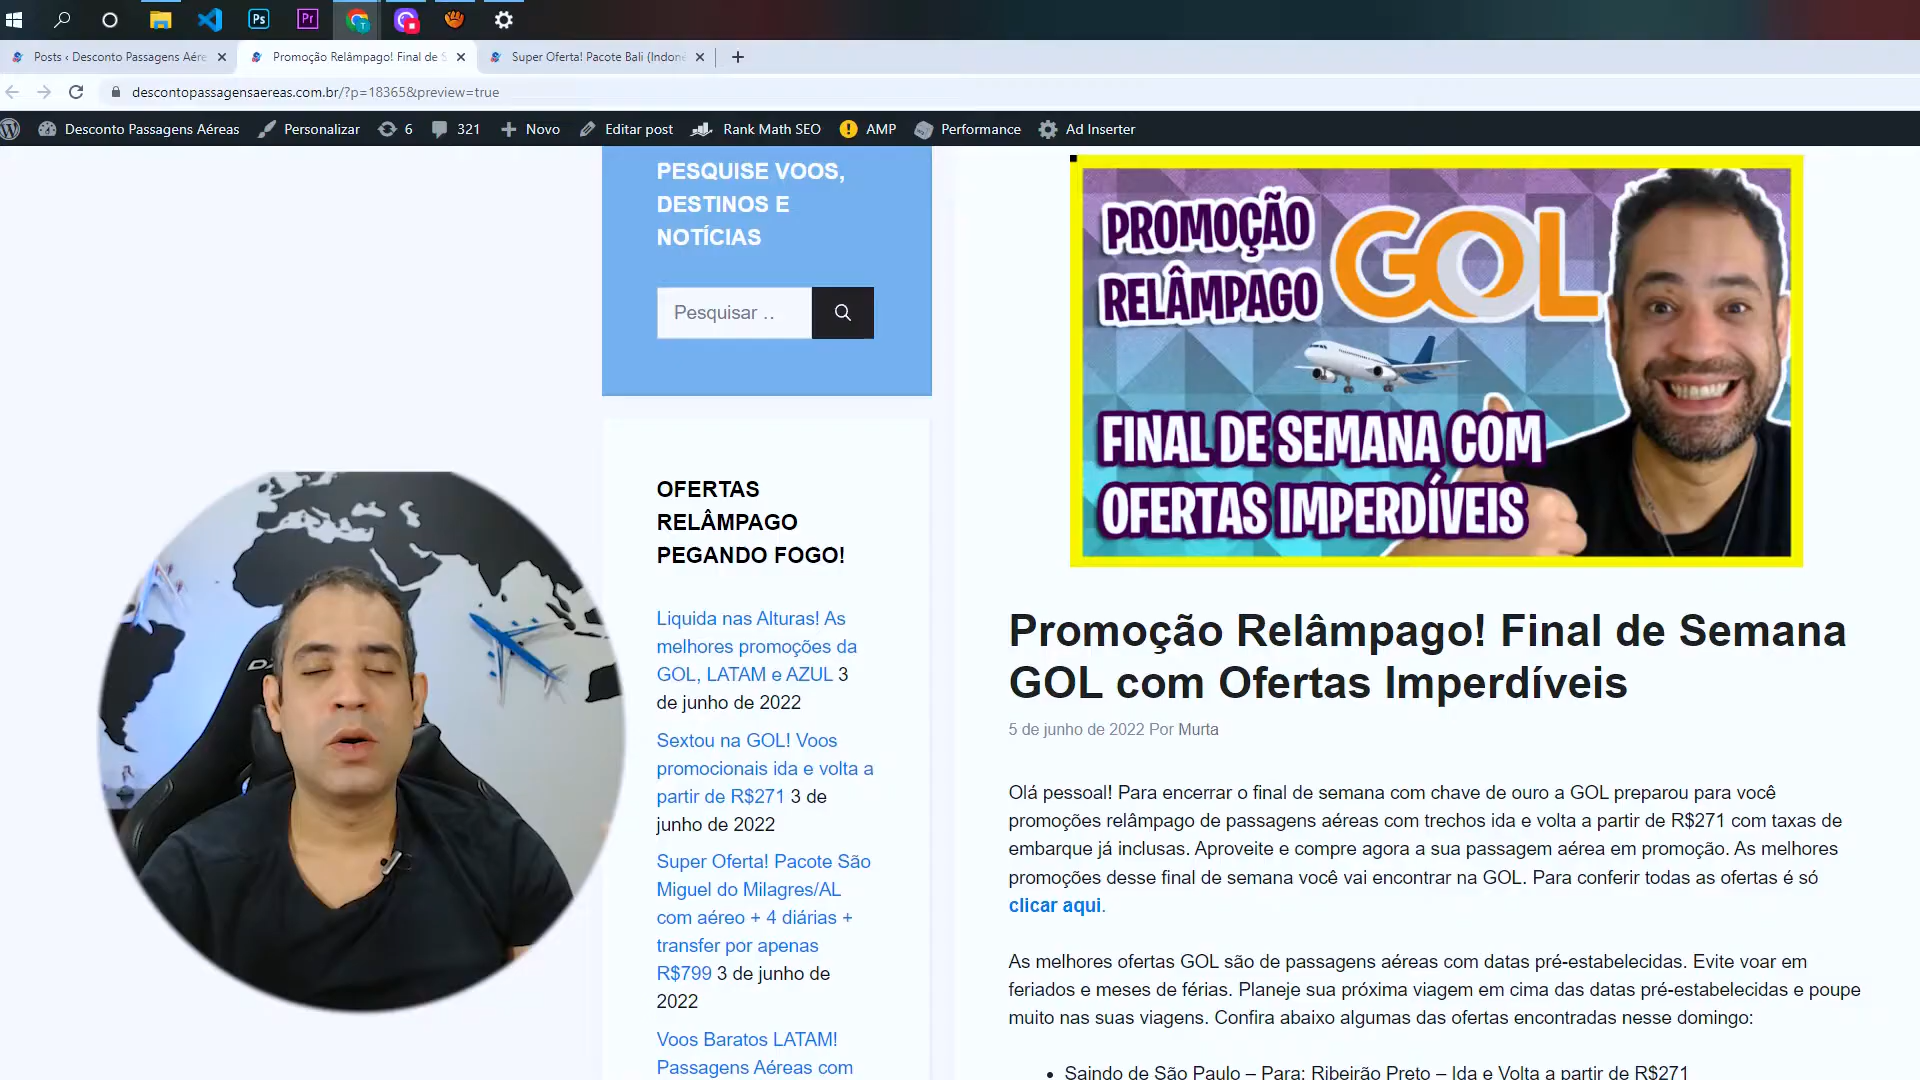 Ps
Pr
Posts ‹ Desconto Passagens Aére
Promoção Relâmpago! Final de S
Super Oferta! Pacote Bali (Indoné
descontopassagensaereas.com.br/?p=18365&preview=true
Desconto Passagens Aéreas
Personalizar
6
321
Novo
Editar post
Rank Math SEO
AMP
Performance
Ad Inserter
PESQUISE VOOS,
DESTINOS E
NOTÍCIAS
Pesquisar ..
OFERTAS
RELÂMPAGO
PEGANDO FOGO!
Liquida nas Alturas! As
melhores promoções da
GOL, LATAM e AZUL 3
de junho de 2022
Sextou na GOL! Voos
promocionais ida e volta a
partir de R$271 3 de
junho de 2022
Super Oferta! Pacote São
Miguel do Milagres/AL
com aéreo + 4 diárias +
transfer por apenas
R$799 3 de junho de
2022
Voos Baratos LATAM!
Passagens Aéreas com
PROMOÇÃO
RELÂMPAGO
GOL
FINAL DE SEMANA COM
OFERTAS IMPERDÍVEIS
Promoção Relâmpago! Final de Semana
GOL com Ofertas Imperdíveis
5 de junho de 2022 Por Murta
Olá pessoal! Para encerrar o final de semana com chave de ouro a GOL preparou para você
promoções relâmpago de passagens aéreas com trechos ida e volta a partir de R$271 com taxas de
embarque já inclusas. Aproveite e compre agora a sua passagem aérea em promoção. As melhores
promoções desse final de semana você vai encontrar na GOL. Para conferir todas as ofertas é só
clicar aqui.
As melhores ofertas GOL são de passagens aéreas com datas pré-estabelecidas. Evite voar em
feriados e meses de férias. Planeje sua próxima viagem em cima das datas pré-estabelecidas e poupe
muito nas suas viagens. Confira abaixo algumas das ofertas encontradas nesse domingo:
• Saindo de São Paulo – Para: Ribeirão Preto – Ida e Volta a partir de R$271